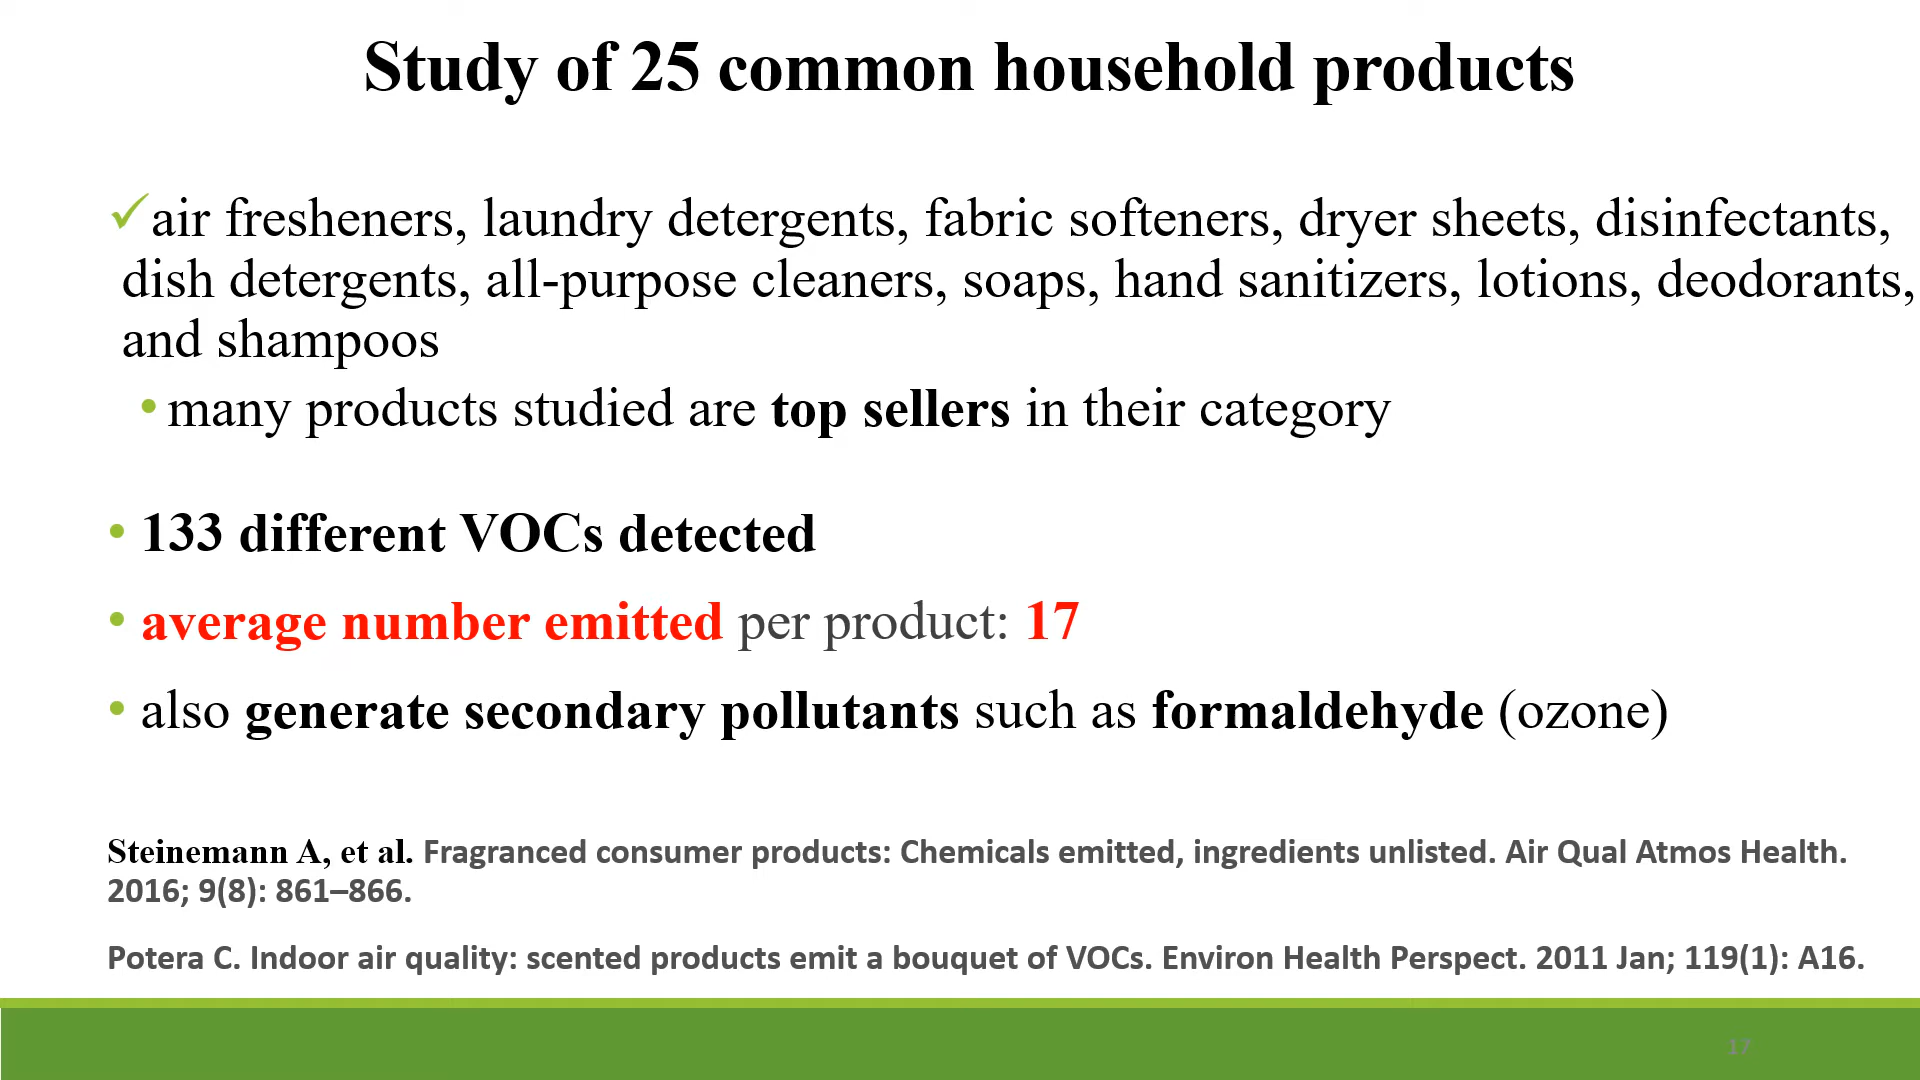 Study of 25 common household products
✓air fresheners, laundry detergents, fabric softeners, dryer sheets, disinfectants,
dish detergents, all-purpose cleaners, soaps, hand sanitizers, lotions, deodorants,
and shampoos
• many products studied are top sellers in their category
• 133 different VOCs detected
• average number emitted per product: 17
• also generate secondary pollutants such as formaldehyde (ozone)
Steinemann A, et al. Fragranced consumer products: Chemicals emitted, ingredients unlisted. Air Qual Atmos Health.
2016; 9(8): 861–866.
Potera C. Indoor air quality: scented products emit a bouquet of VOCs. Environ Health Perspect. 2011 Jan; 119(1): A16.
17